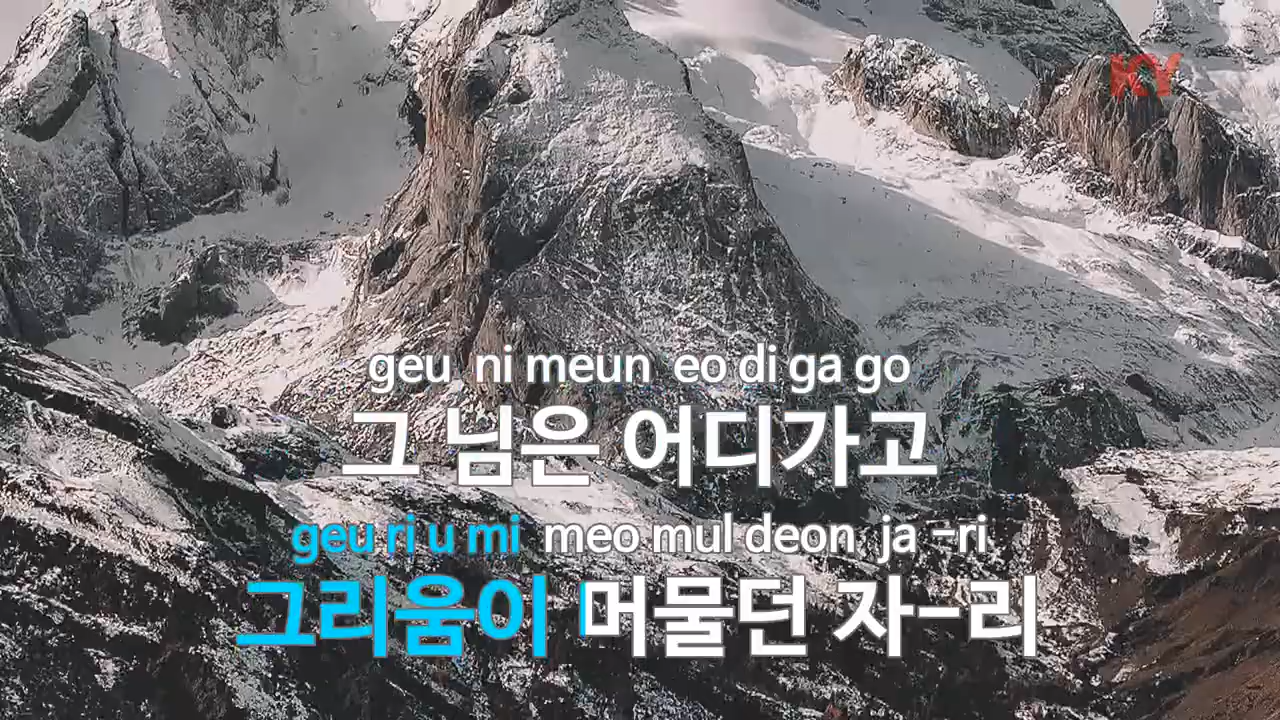 KY
geu ni meun eo di ga go
그 님은 어디가고
geu ri u mi meo mul deon ja -ri
그리움이 머물던 자-리